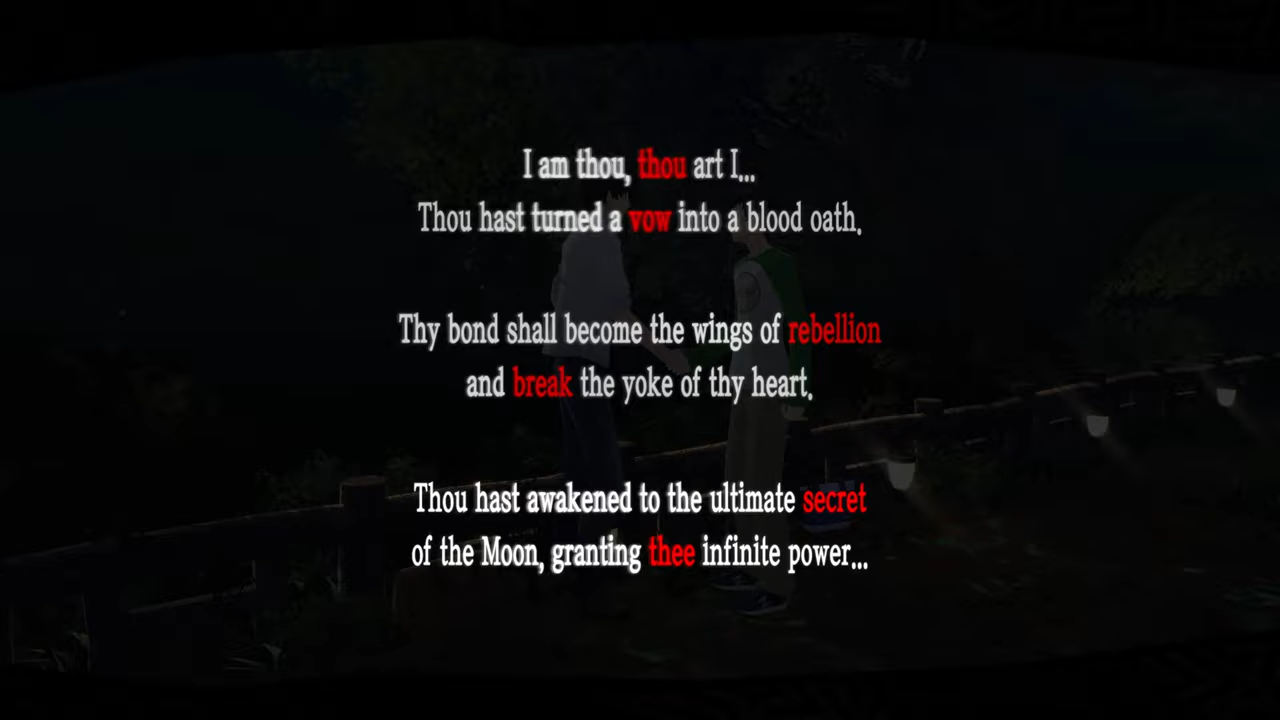 I am thou, thou art I...
Thou hast turned a vow into a blood oath.
Thy bond shall become the wings of rebellion
and break the yoke of thy heart.
Thou hast awakened to the ultimate secret
of the Moon, granting thee infinite power...